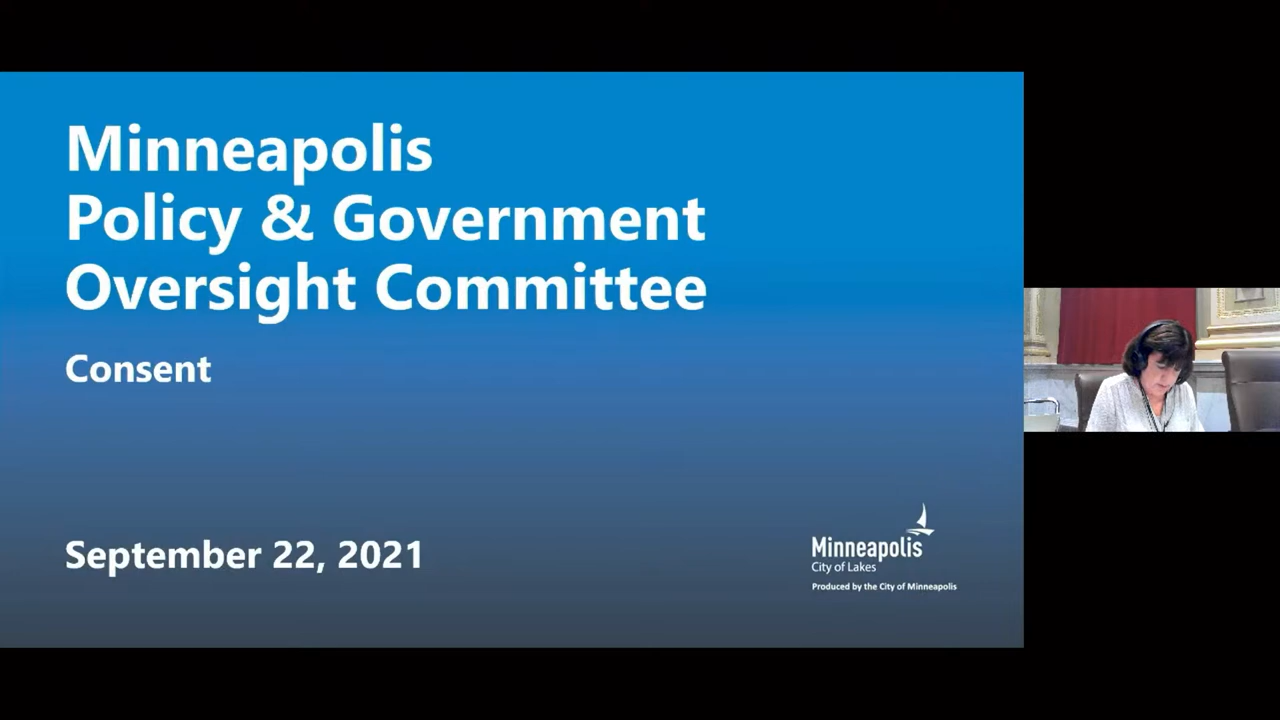 Minneapolis
Policy & Government
Oversight Committee
Consent
September 22, 2021
Minneapolis
City of Lakes
Produced by the City of Minneapolis